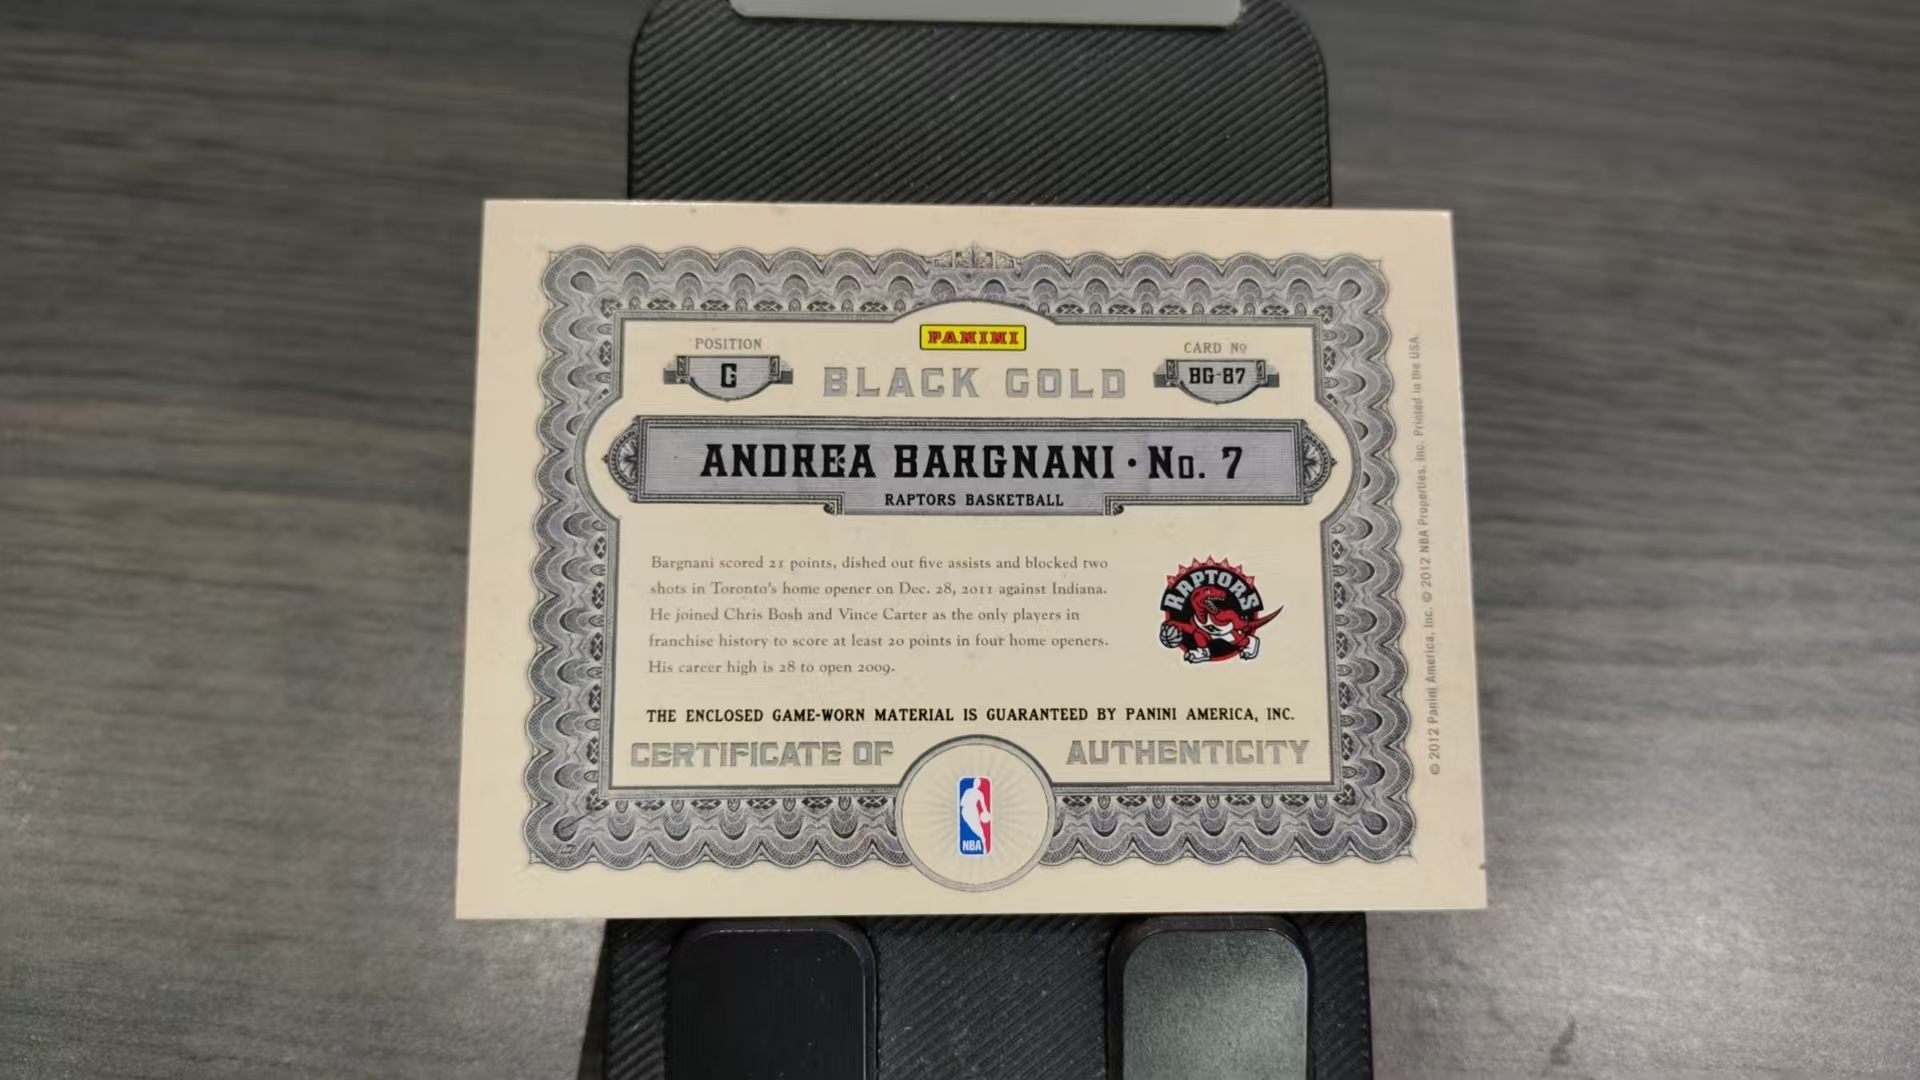 PANINI
POSITION
G
BLACK GOLD
CARD NO
BG-87
ANDREA BARGNANI · No. 7
RAPTORS BASKETBALL
Bargnani scored 21 points, dished out five assists and blocked two
shots in Toronto's home opener on Dec. 28, 2011 against Indiana.
He joined Chris Bosh and Vince Carter as the only players in
franchise history to score at least 20 points in four home openers.
His career high is 28 to open 2009.
RAPTORS
THE ENCLOSED GAME-WORN MATERIAL IS GUARANTEED BY PANINI AMERICA, INC.
CERTIFICATE OF AUTHENTICITY
NBA
© 2012 Panini America, Inc. © 2012 NBA Properties, Inc. Printed in the USA.